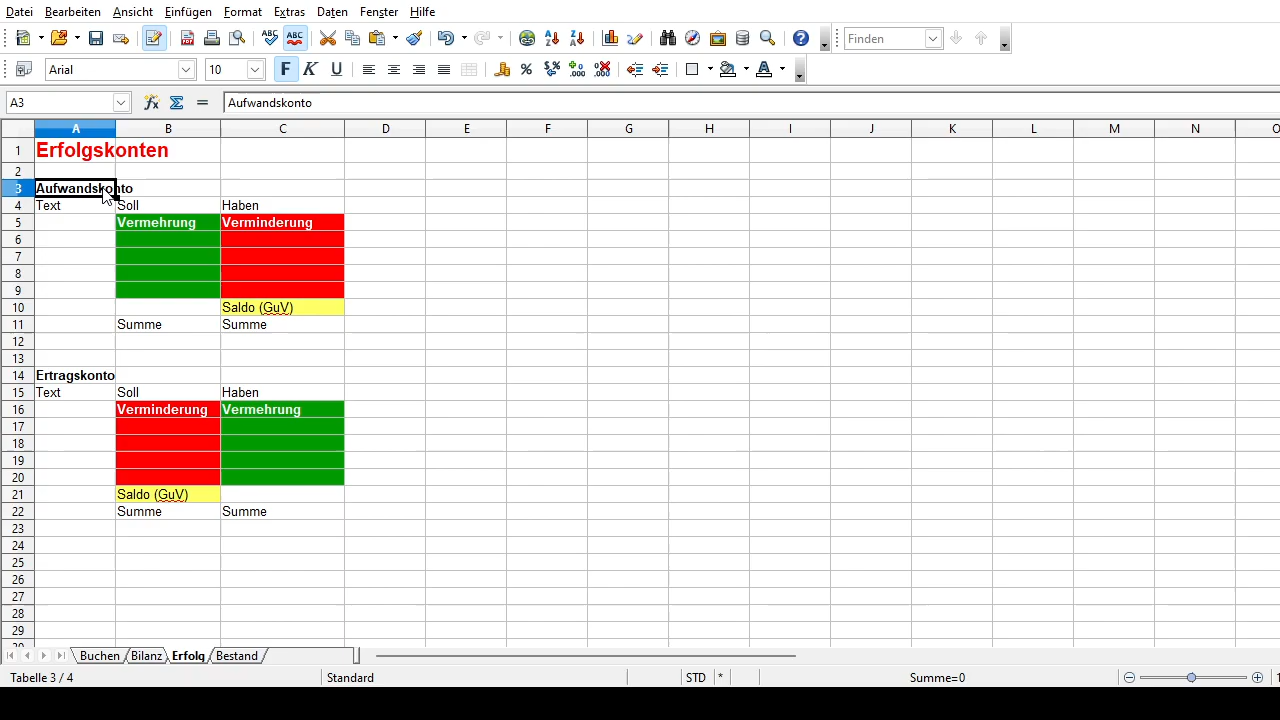 Datei Bearbeiten Ansicht Einfügen Format Extras Daten Fenster Hilfe
Finden
Arial 10 F K U
A3 Aufwandskonto
A B C D E F G H I J K L M N O
1 Erfolgskonten
2
3 Aufwandskonto
4 Text Soll Haben
5 Vermehrung Verminderung
6
7
8
9
10 Saldo (GuV)
11 Summe Summe
12
13
14 Ertragskonto
15 Text Soll Haben
16 Verminderung Vermehrung
17
18
19
20
21 Saldo (GuV)
22 Summe Summe
23
24
25
26
27
28
29
Buchen Bilanz Erfolg Bestand
Tabelle 3 / 4 Standard STD * Summe=0